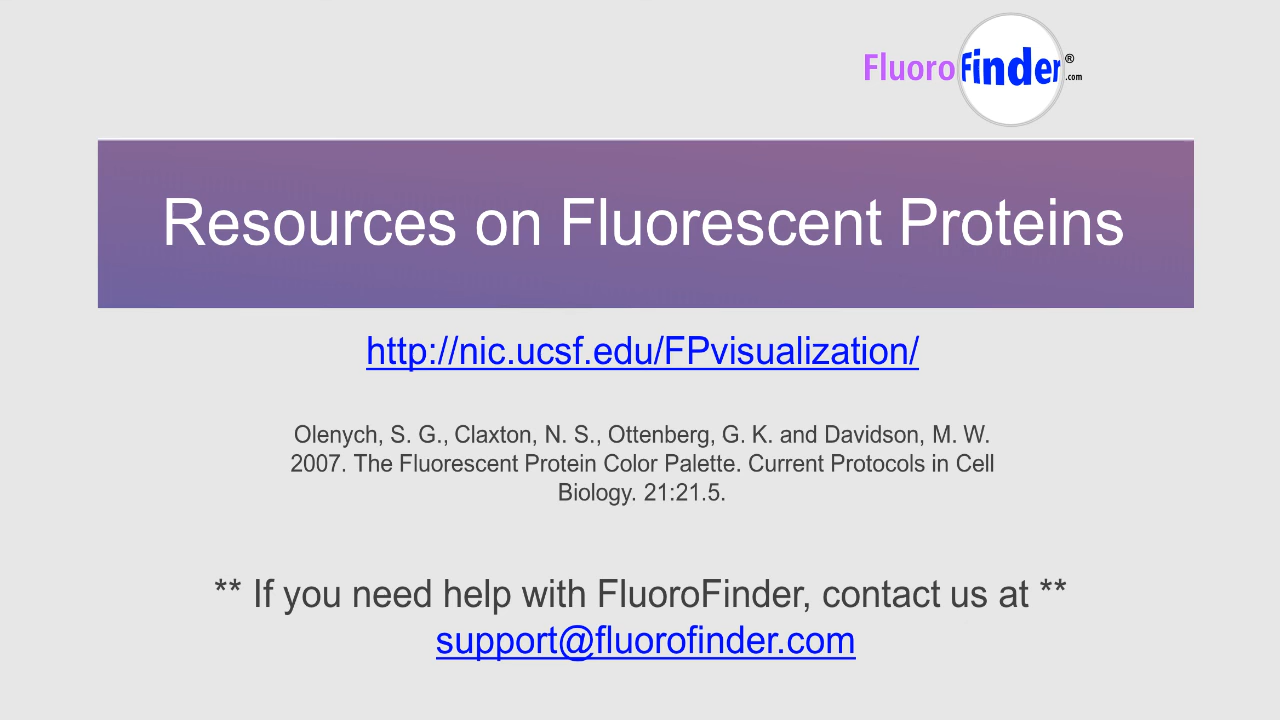 FluoroFinder®.com
Resources on Fluorescent Proteins
http://nic.ucsf.edu/FPvisualization/
Olenych, S. G., Claxton, N. S., Ottenberg, G. K. and Davidson, M. W.
2007. The Fluorescent Protein Color Palette. Current Protocols in Cell
Biology. 21:21.5.
** If you need help with FluoroFinder, contact us at **
support@fluorofinder.com